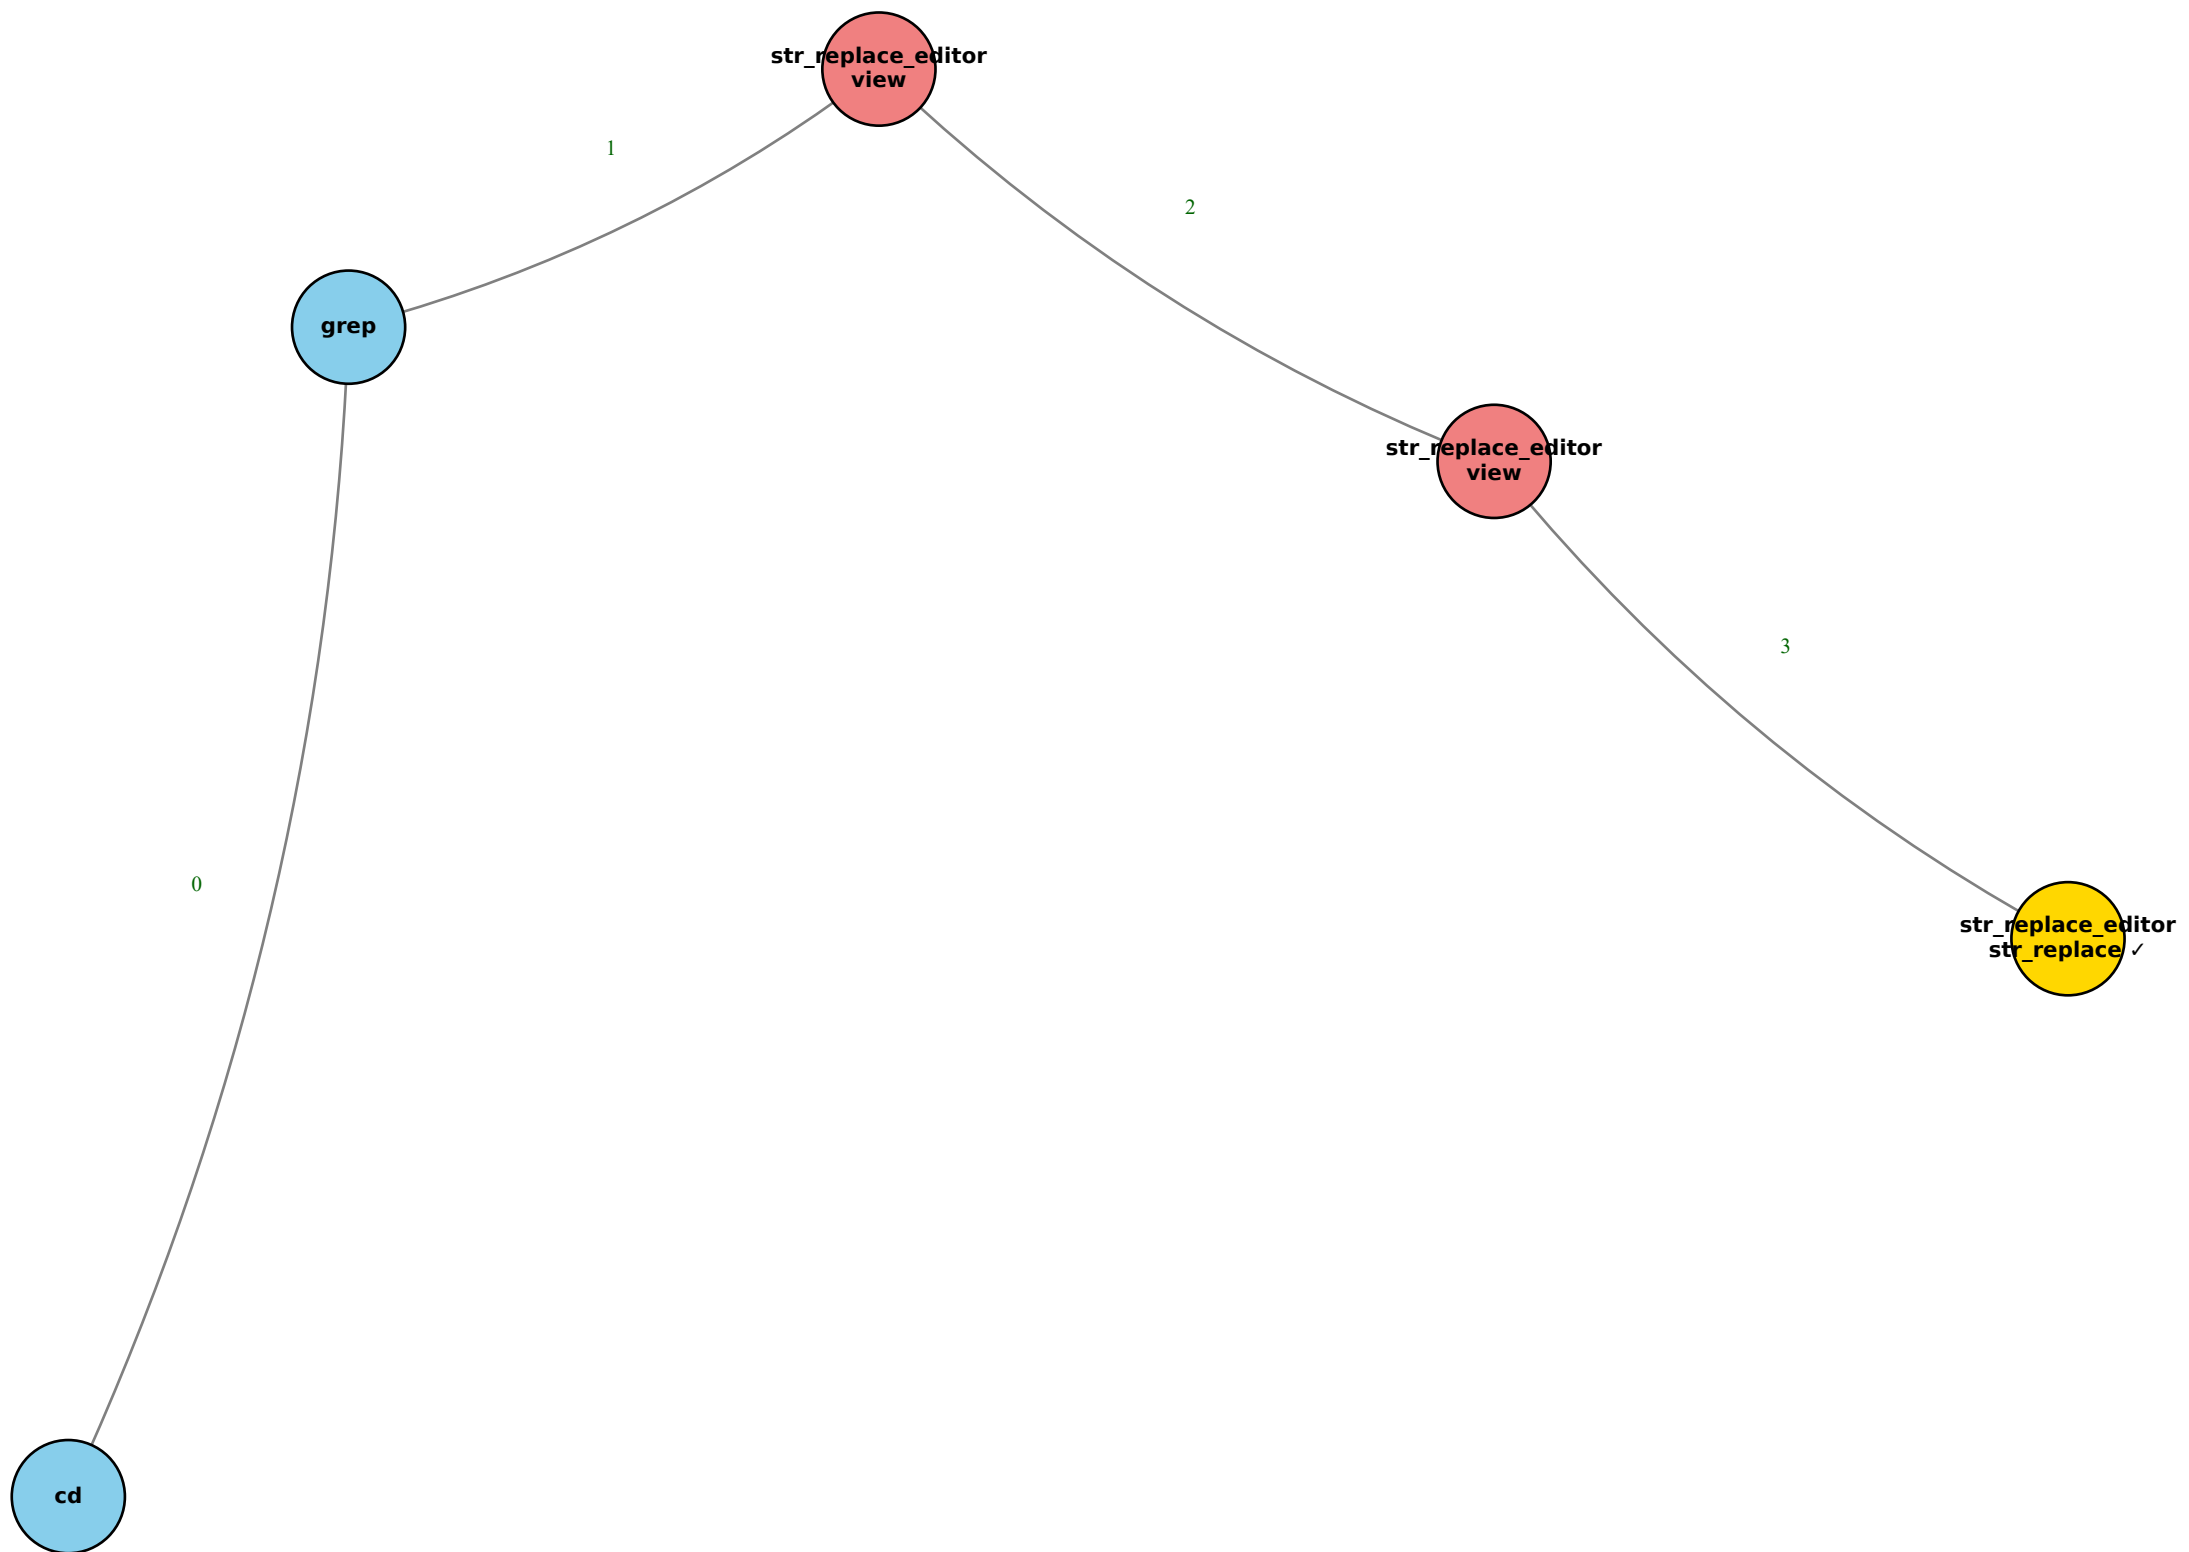 str_replace_editor
view
1
2
grep
str_replace_editor
view
3
0
str_replace_editor
str_replace ✓
cd